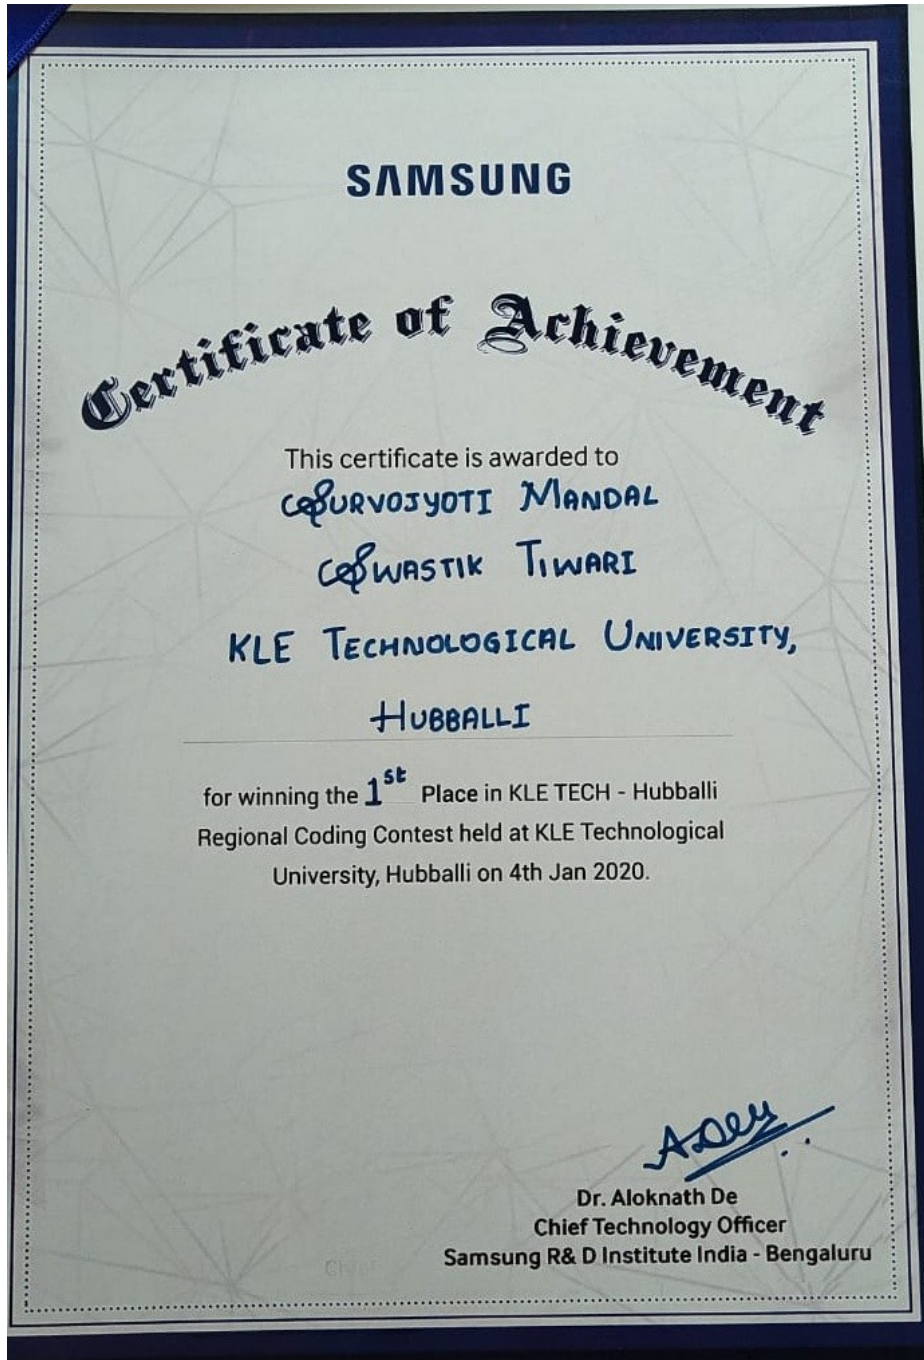 SAMSUNG
Certificate of Achievement
This certificate is awarded to
SURVOJYOTI MANDAL
SWASTIK TIWARI
KLE TECHNOLOGICAL UNIVERSITY,
HUBBALLI
for winning the 1st Place in KLE TECH - Hubballi
Regional Coding Contest held at KLE Technological
University, Hubballi on 4th Jan 2020.
ADey
Dr. Aloknath De
Chief Technology Officer
Samsung R& D Institute India - Bengaluru